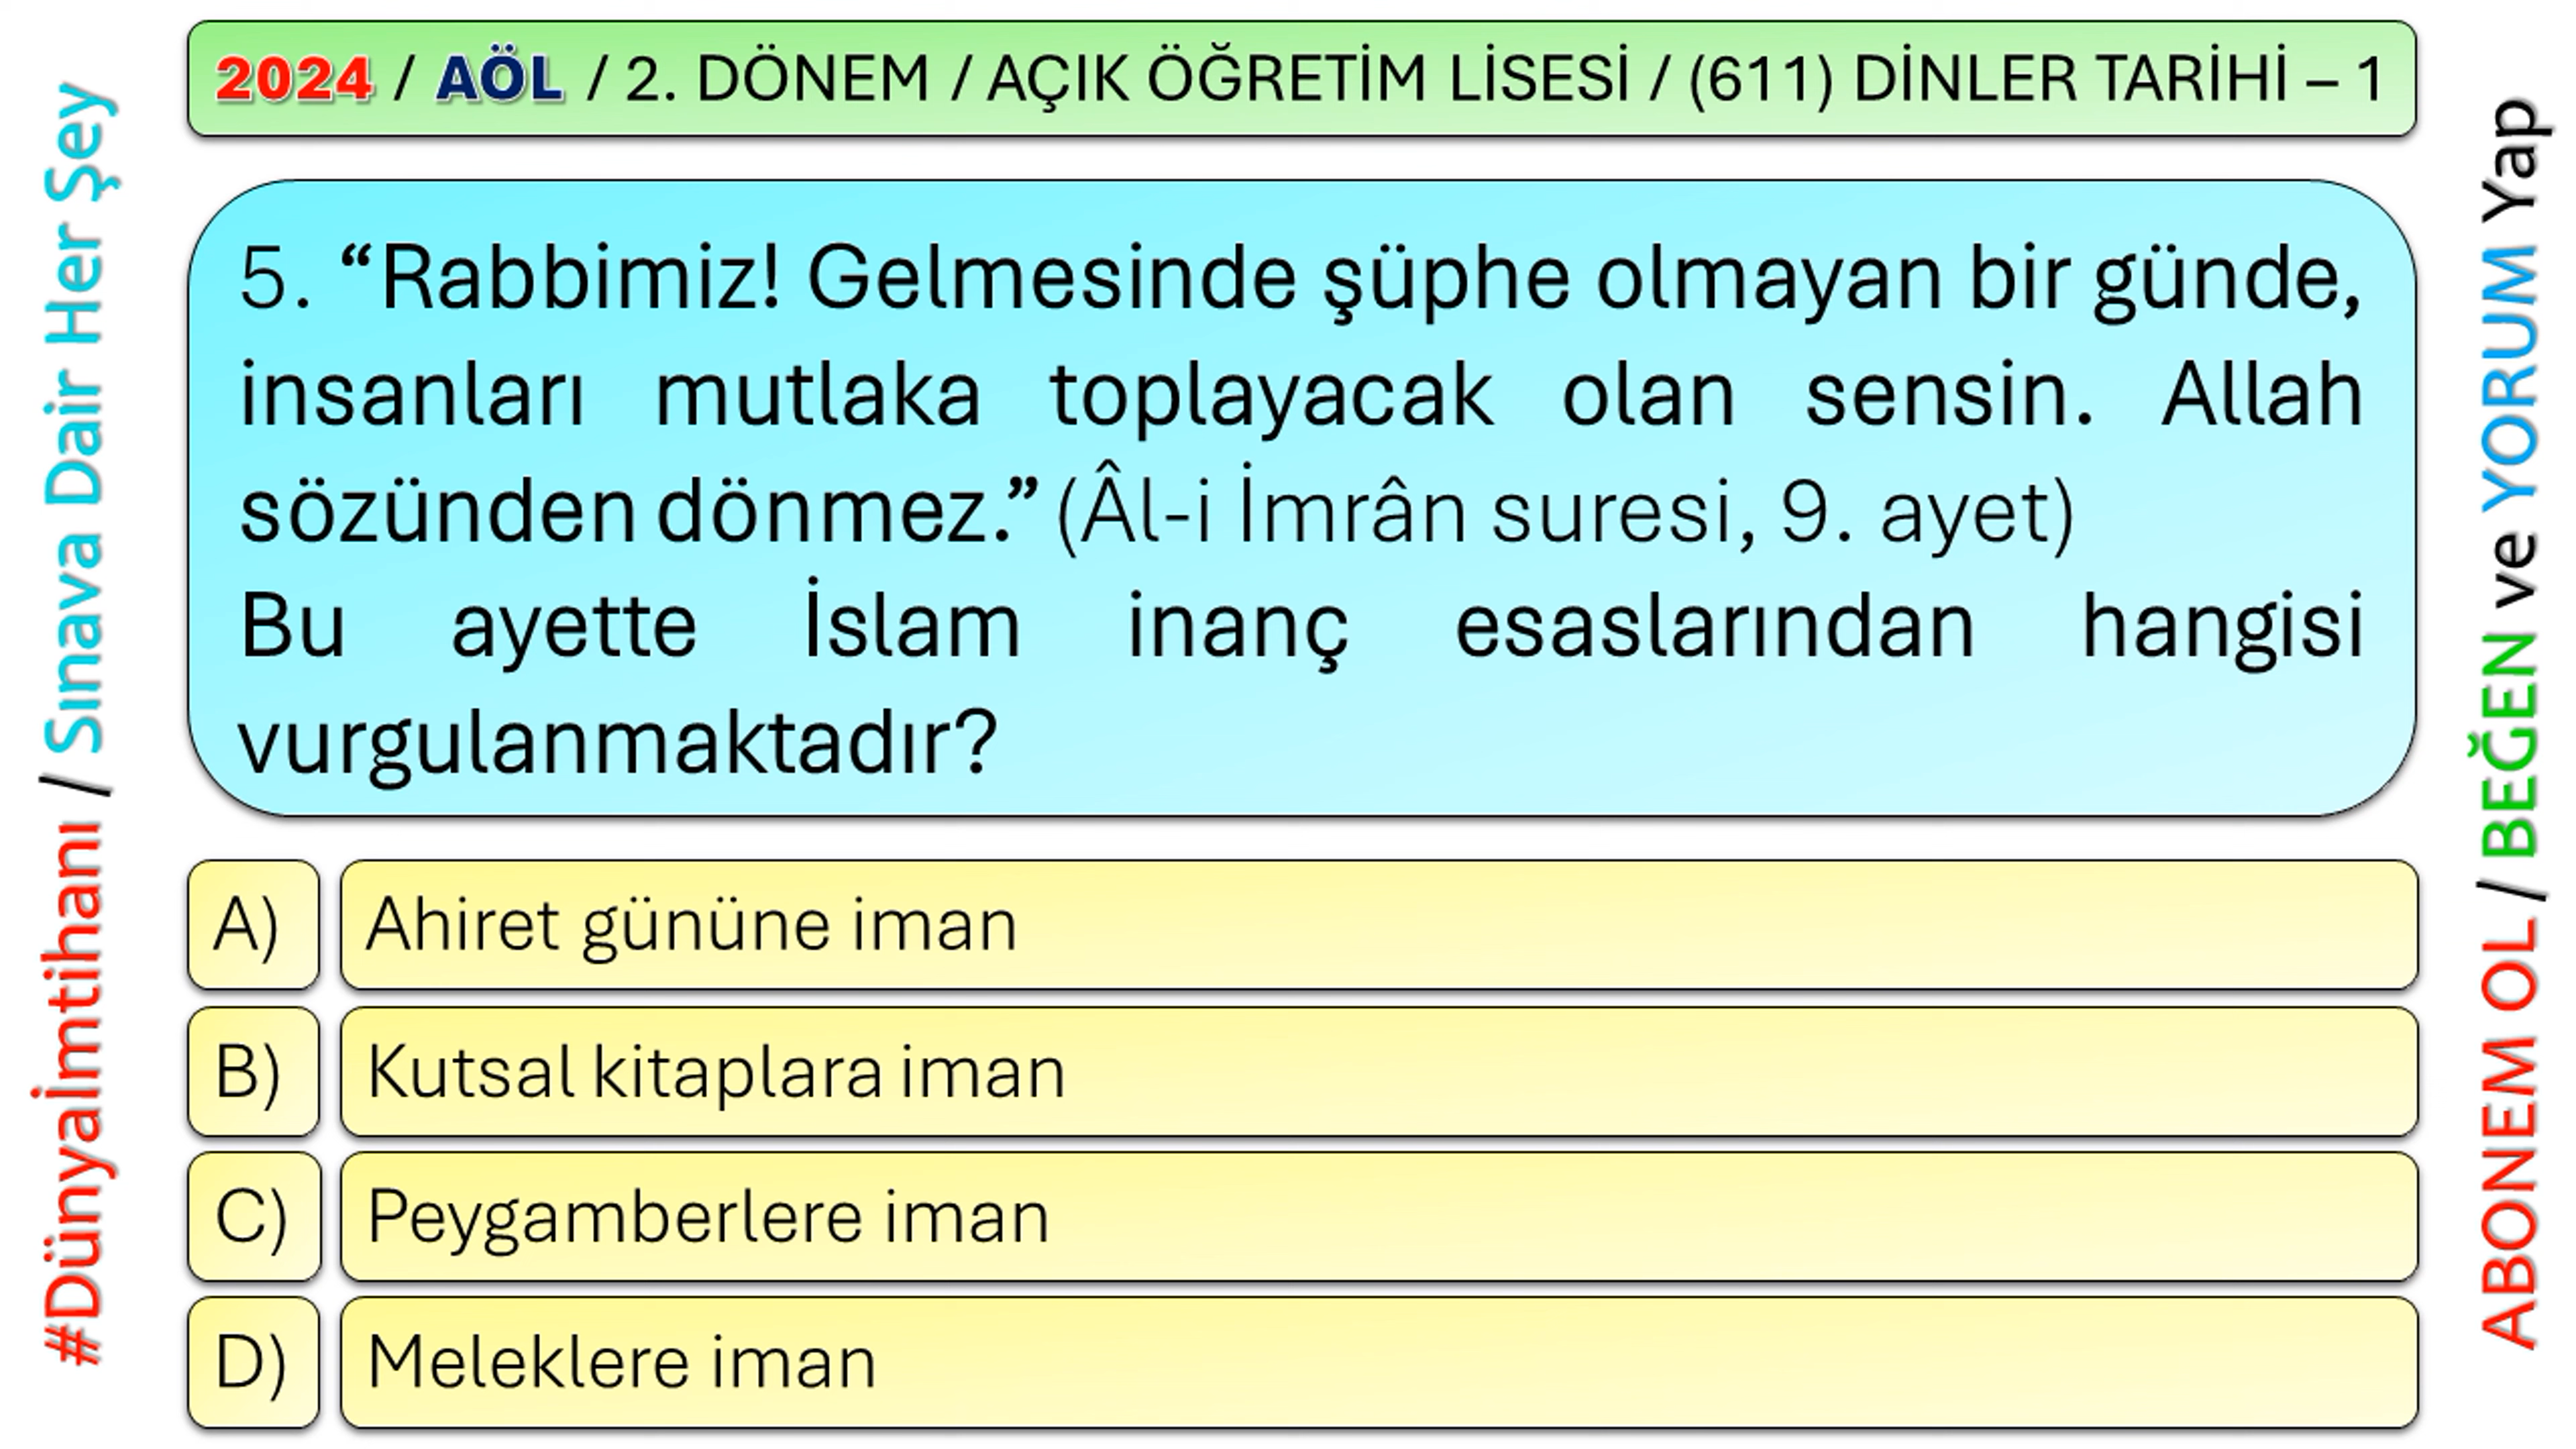 2024 / AÖL / 2. DÖNEM / AÇIK ÖĞRETİM LİSESİ / (611) DİNLER TARİHİ – 1
5. “Rabbimiz! Gelmesinde şüphe olmayan bir günde,
insanları mutlaka toplayacak olan sensin. Allah
sözünden dönmez.” (Âl-i İmrân suresi, 9. ayet)
Bu ayette İslam inanç esaslarından hangisi
vurgulanmaktadır?
A) Ahiret gününe iman
B) Kutsal kitaplara iman
C) Peygamberlere iman
D) Meleklere iman
#Dünyaİmtihanı / Sınava Dair Her Şey
ABONEM OL / BEĞEN ve YORUM Yap